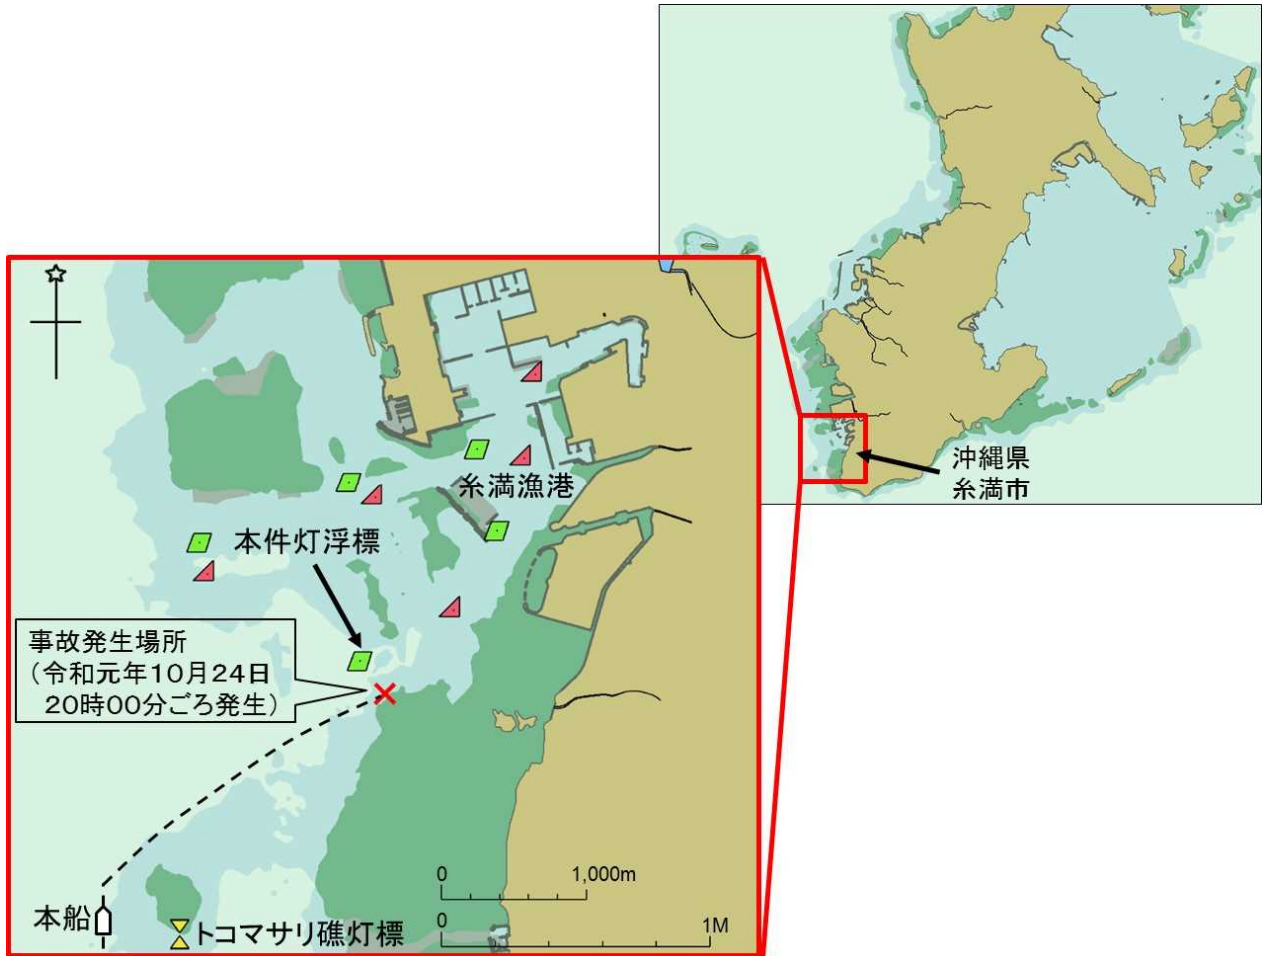 沖縄県
糸満市
糸満漁港
本件灯浮標
事故発生場所
（令和元年１０月２４日
２０時００分ごろ発生）
0
1,000m
0
1M
本船
トコマサリ礁灯標